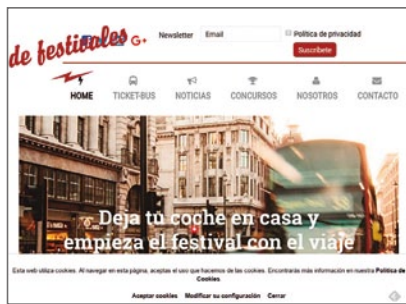 de festivales
G+
Newsletter Email Política de privacidad
Suscríbete
HOME TICKET-BUS NOTICIAS CONCURSOS NOSOTROS CONTACTO
Deja tu coche en casa y
empieza el festival con el viaje
Esta web utiliza cookies. Al navegar en esta página, aceptas el uso que hacemos de las cookies. Encontrarás más información en nuestra Política de
Cookies.
Aceptar cookies Modificar su configuración Cerrar